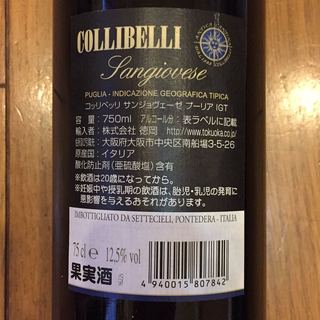 COLLIBELLI
Sangiovese
PUGLIA - INDICAZIONE GEOGRAFICA TIPICA
コッリベッリ サンジョヴェーゼ プーリア IGT
容量:750ml アルコール分:表ラベルに記載
輸入者:株式会社 徳岡 http://www.tokuoka.co.jp/
大阪府大阪市中央区南船場3-5-26
原産国:イタリア
酸化防止剤(亜硫酸塩)含有
※飲酒は20歳になってから。
※妊娠中や授乳期の飲酒は、胎児・乳児の発育に
悪影響を与えるおそれがあります。
IMBOTTIGLIATO DA SETTECIELI, PONTEDERA - ITALIA
75 cl e 12,5% vol
果実酒
4 940015 807842